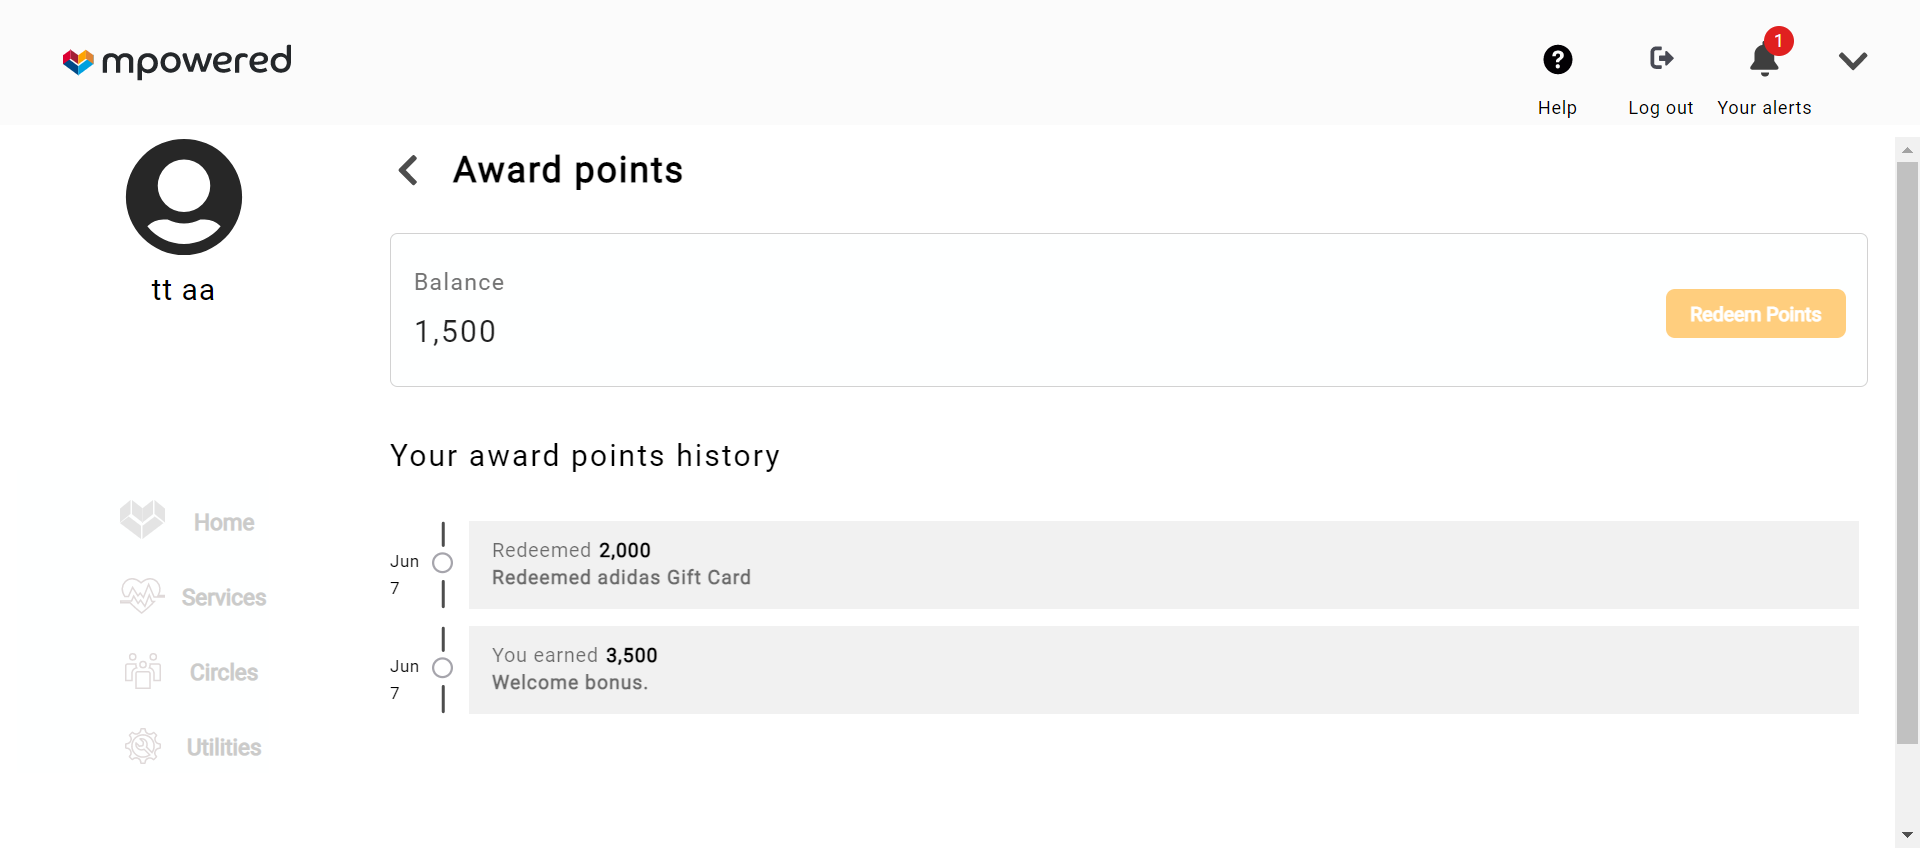 mpowered
Help
Log out
1
Your alerts
tt aa
Home
Services
Circles
Utilities
Award points
Balance
1,500
Redeem Points
Your award points history
Jun
7
Redeemed 2,000
Redeemed adidas Gift Card
Jun
7
You earned 3,500
Welcome bonus.